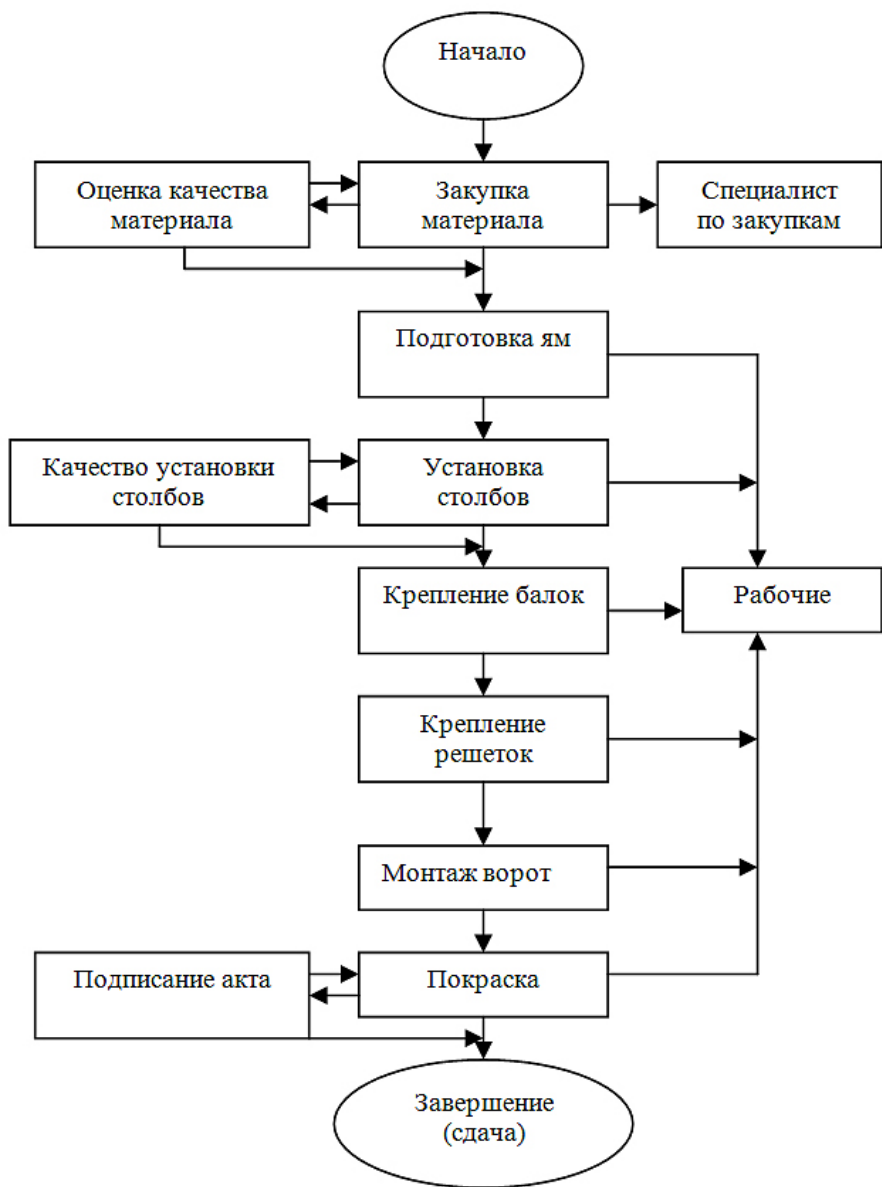 Начало
Оценка качества
материала
Закупка
материала
Специалист
по закупкам
Подготовка ям
Качество установки
столбов
Установка
столбов
Крепление балок
Рабочие
Крепление
решеток
Монтаж ворот
Подписание акта
Покраска
Завершение
(сдача)